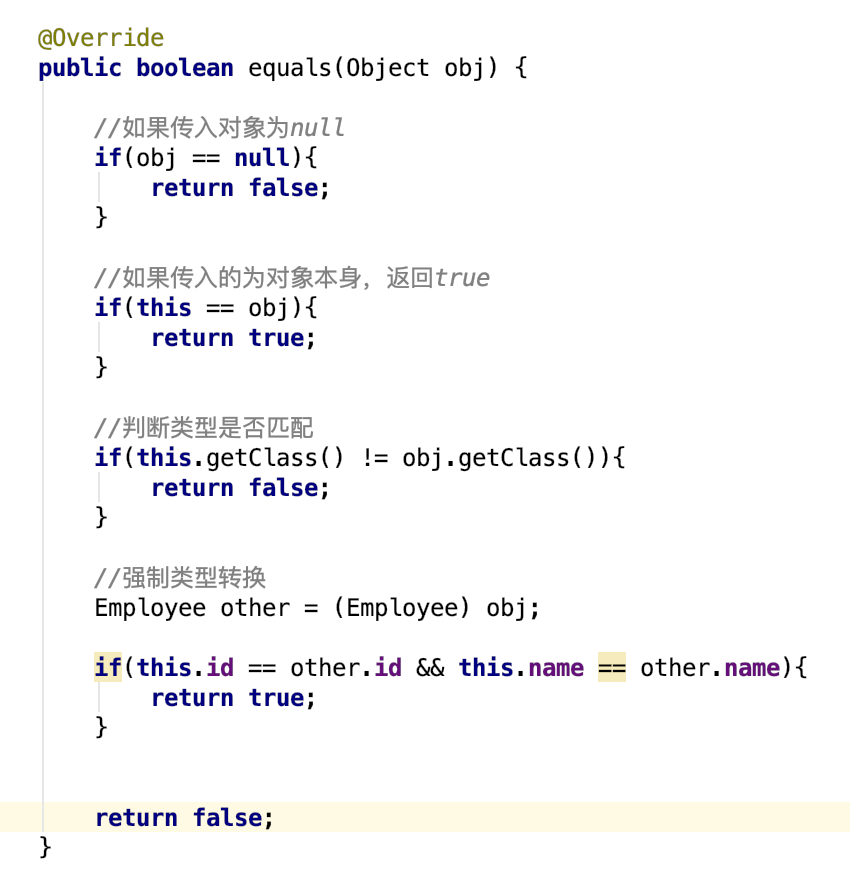 @Override
public boolean equals(Object obj) {
//如果传入对象为null
if(obj == null){
return false;
}
//如果传入的为对象本身，返回true
if(this == obj){
return true;
}
//判断类型是否匹配
if(this.getClass() != obj.getClass()){
return false;
}
//强制类型转换
Employee other = (Employee) obj;
if(this.id == other.id && this.name == other.name){
return true;
}
return false;
}